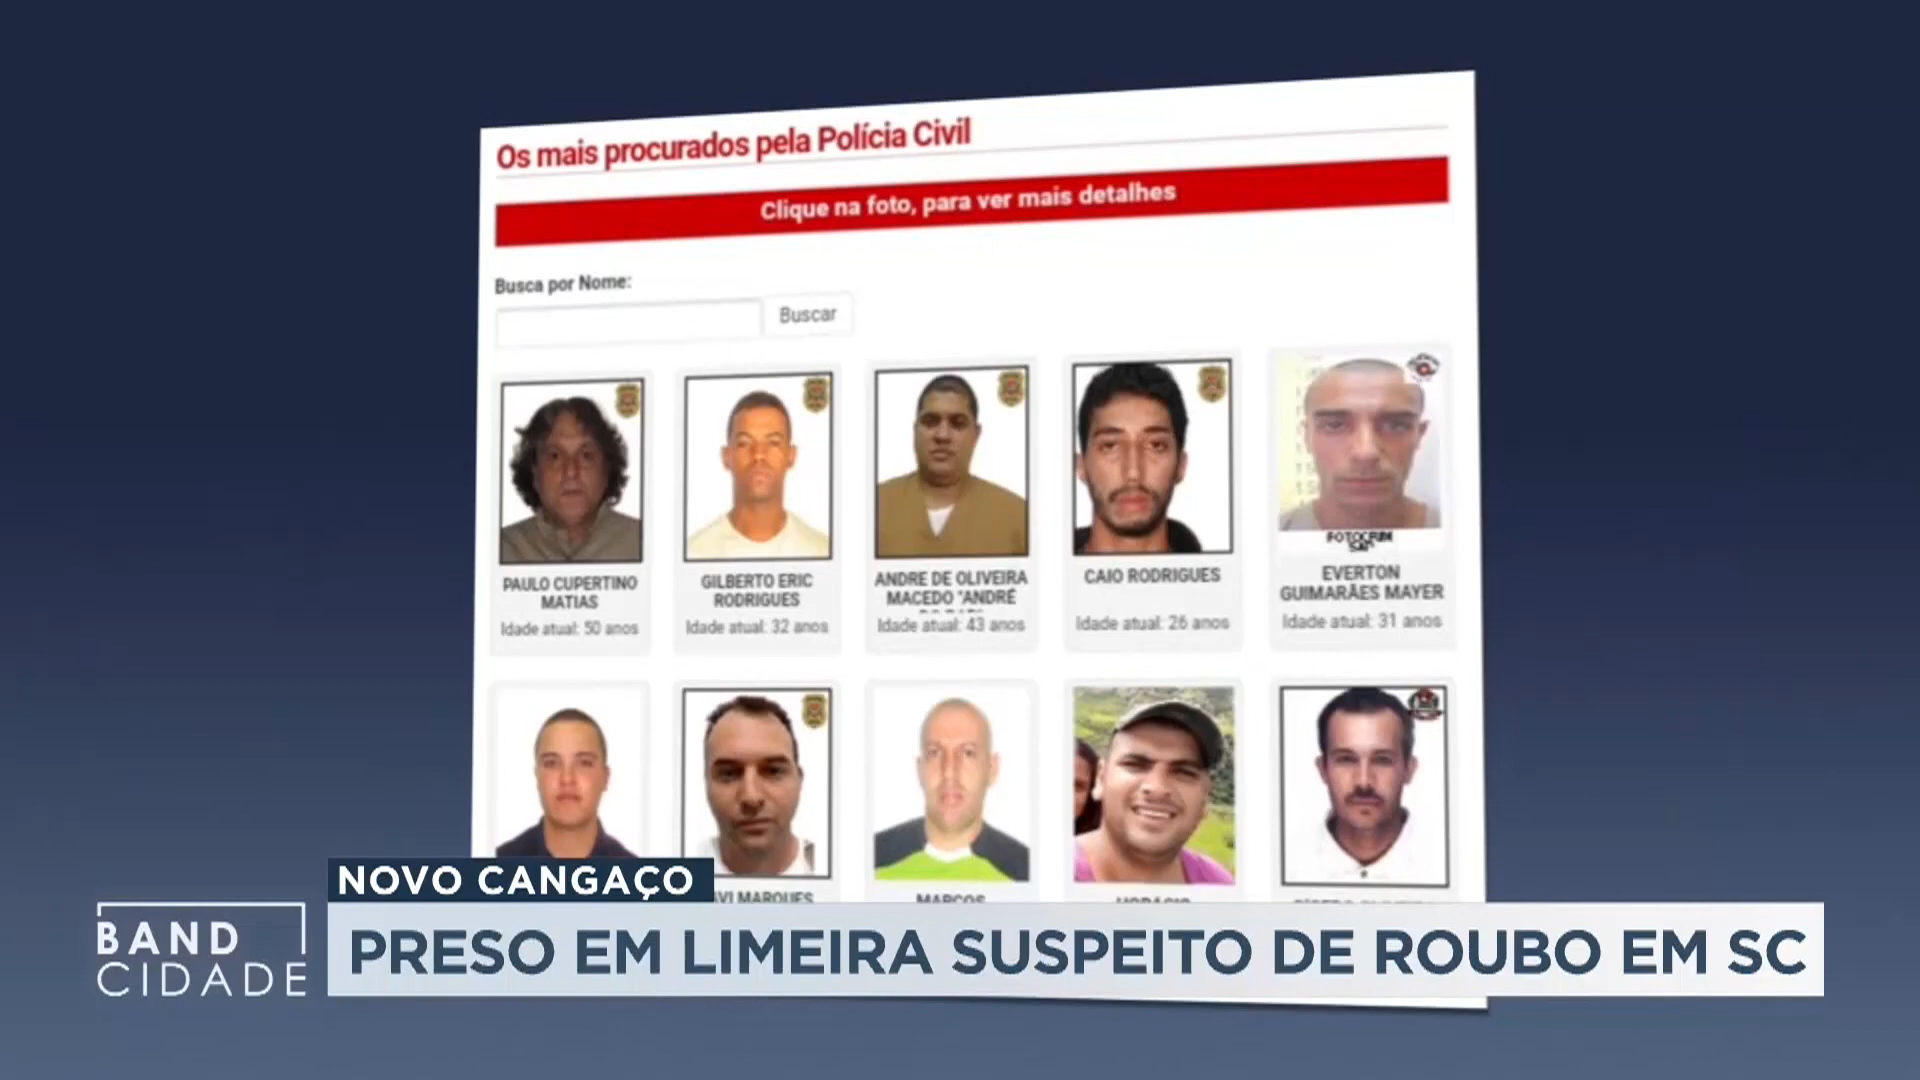 Os mais procurados pela Polícia Civil
Clique na foto, para ver mais detalhes
Busca por Nome:
Buscar
PAULO CUPERTINO
MATIAS
Idade atual: 50 anos
GILBERTO ERIC
RODRIGUES
Idade atual: 32 anos
ANDRE DE OLIVEIRA
MACEDO "ANDRÉ
Idade atual: 43 anos
CAIO RODRIGUES
Idade atual: 26 anos
EVERTON
GUIMARÃES MAYER
Idade atual: 31 anos
MARQUES
MARCOS
HORACIO
NOVO CANGAÇO
PRESO EM LIMEIRA SUSPEITO DE ROUBO EM SC
BAND
CIDADE